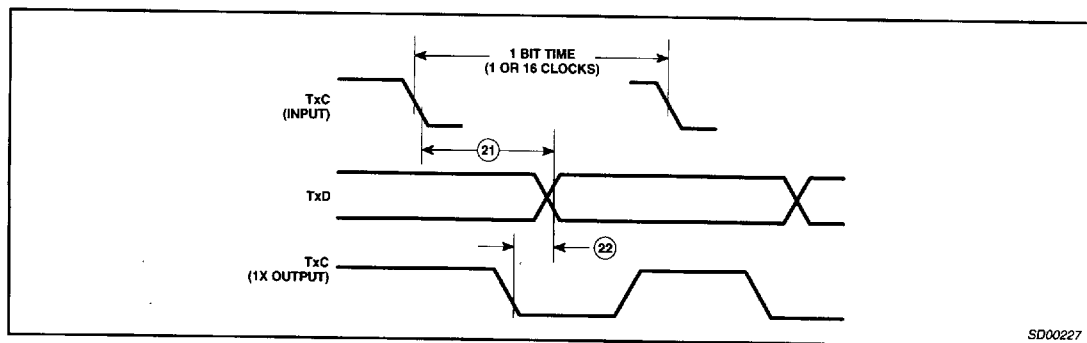 1 BIT TIME
(1 OR 16 CLOCKS)
TxC
(INPUT)
21
TxD
22
TxC
(1X OUTPUT)
SD00227